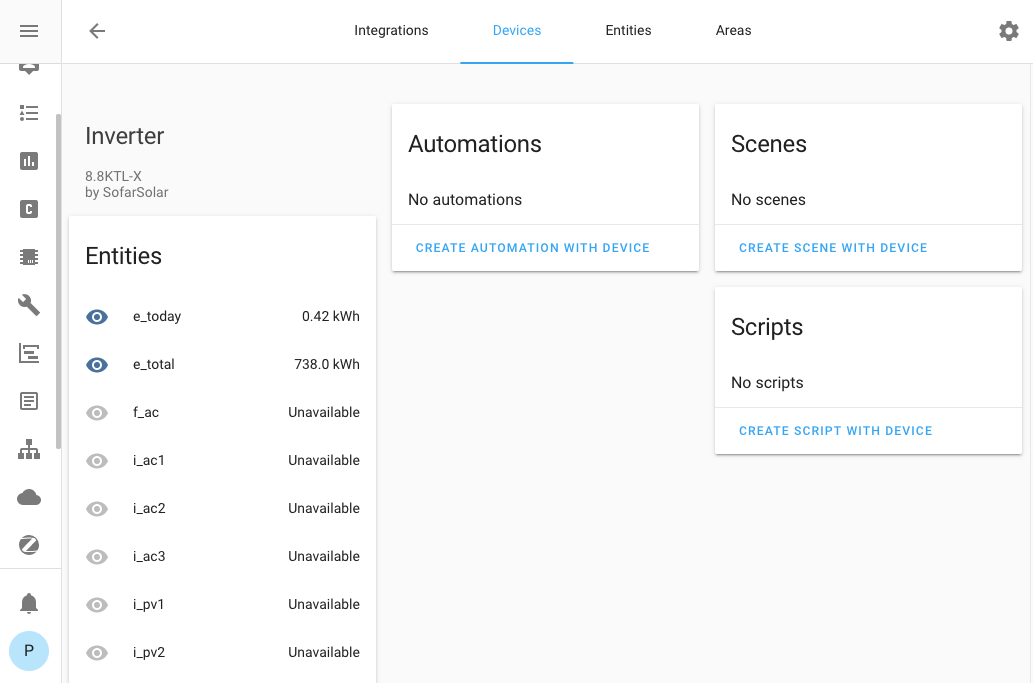 Integrations
Devices
Entities
Areas
Inverter
8.8KTL-X
by SofarSolar
Entities
e_today 0.42 kWh
e_total 738.0 kWh
f_ac Unavailable
i_ac1 Unavailable
i_ac2 Unavailable
i_ac3 Unavailable
i_pv1 Unavailable
i_pv2 Unavailable
Automations
No automations
CREATE AUTOMATION WITH DEVICE
Scenes
No scenes
CREATE SCENE WITH DEVICE
Scripts
No scripts
CREATE SCRIPT WITH DEVICE
C
P